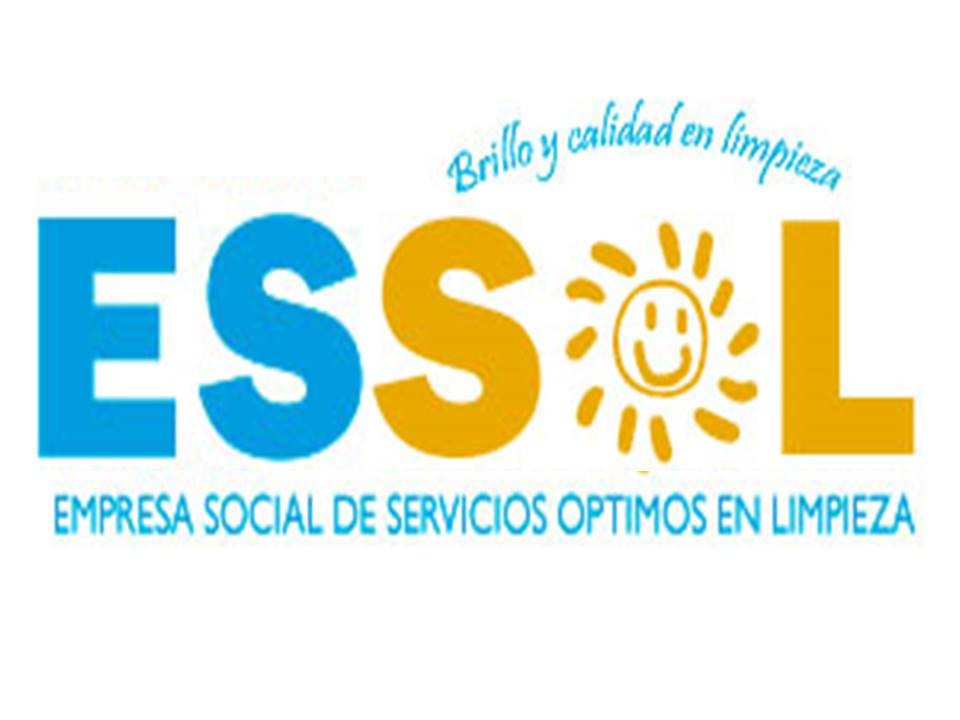 Brillo y calidad en limpieza
ESSOL
EMPRESA SOCIAL DE SERVICIOS OPTIMOS EN LIMPIEZA